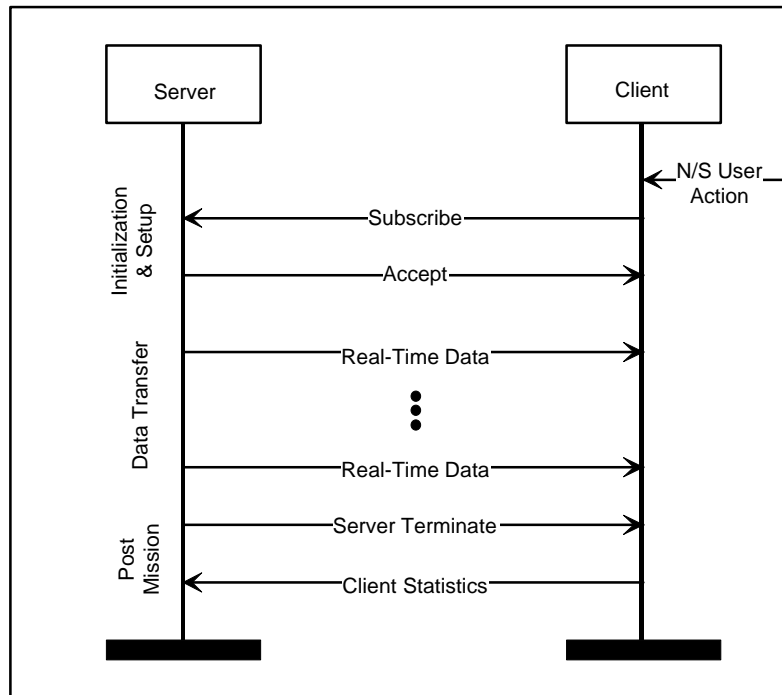 Server
Client
N/S User
Action
Initialization
& Setup
Subscribe
Accept
Data Transfer
Real-Time Data
Real-Time Data
Post
Mission
Server Terminate
Client Statistics